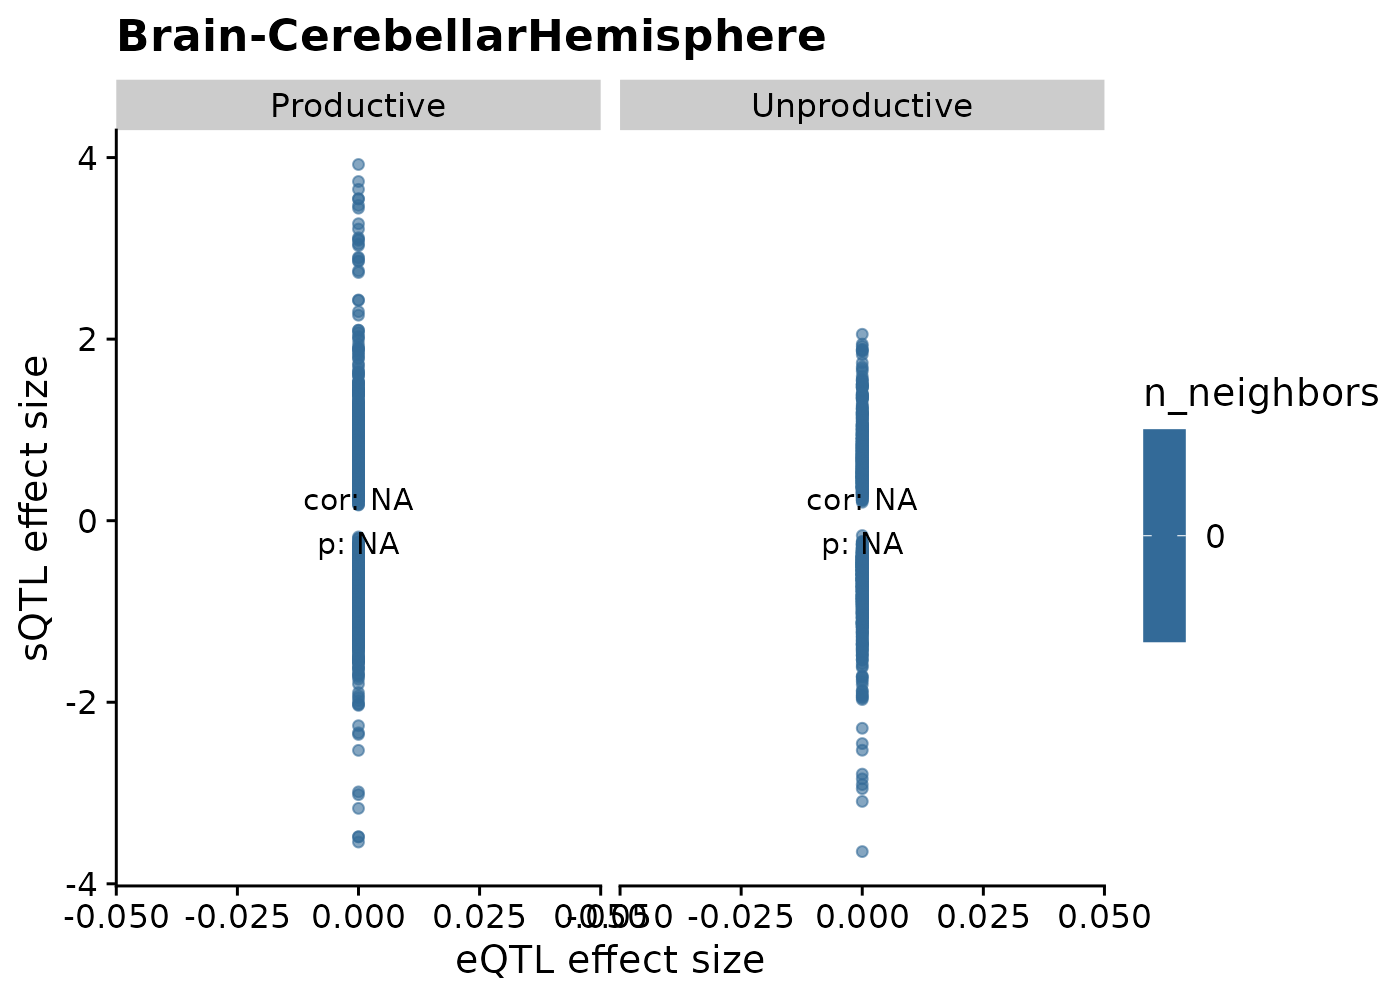 Brain-CerebellarHemisphere
Productive
Unproductive
4
2
0
-2
-4
sQTL effect size
cor: NA
p: NA
cor: NA
p: NA
n_neighbors
0
-0.050 -0.025 0.000 0.025 0.050
-0.050 -0.025 0.000 0.025 0.050
eQTL effect size